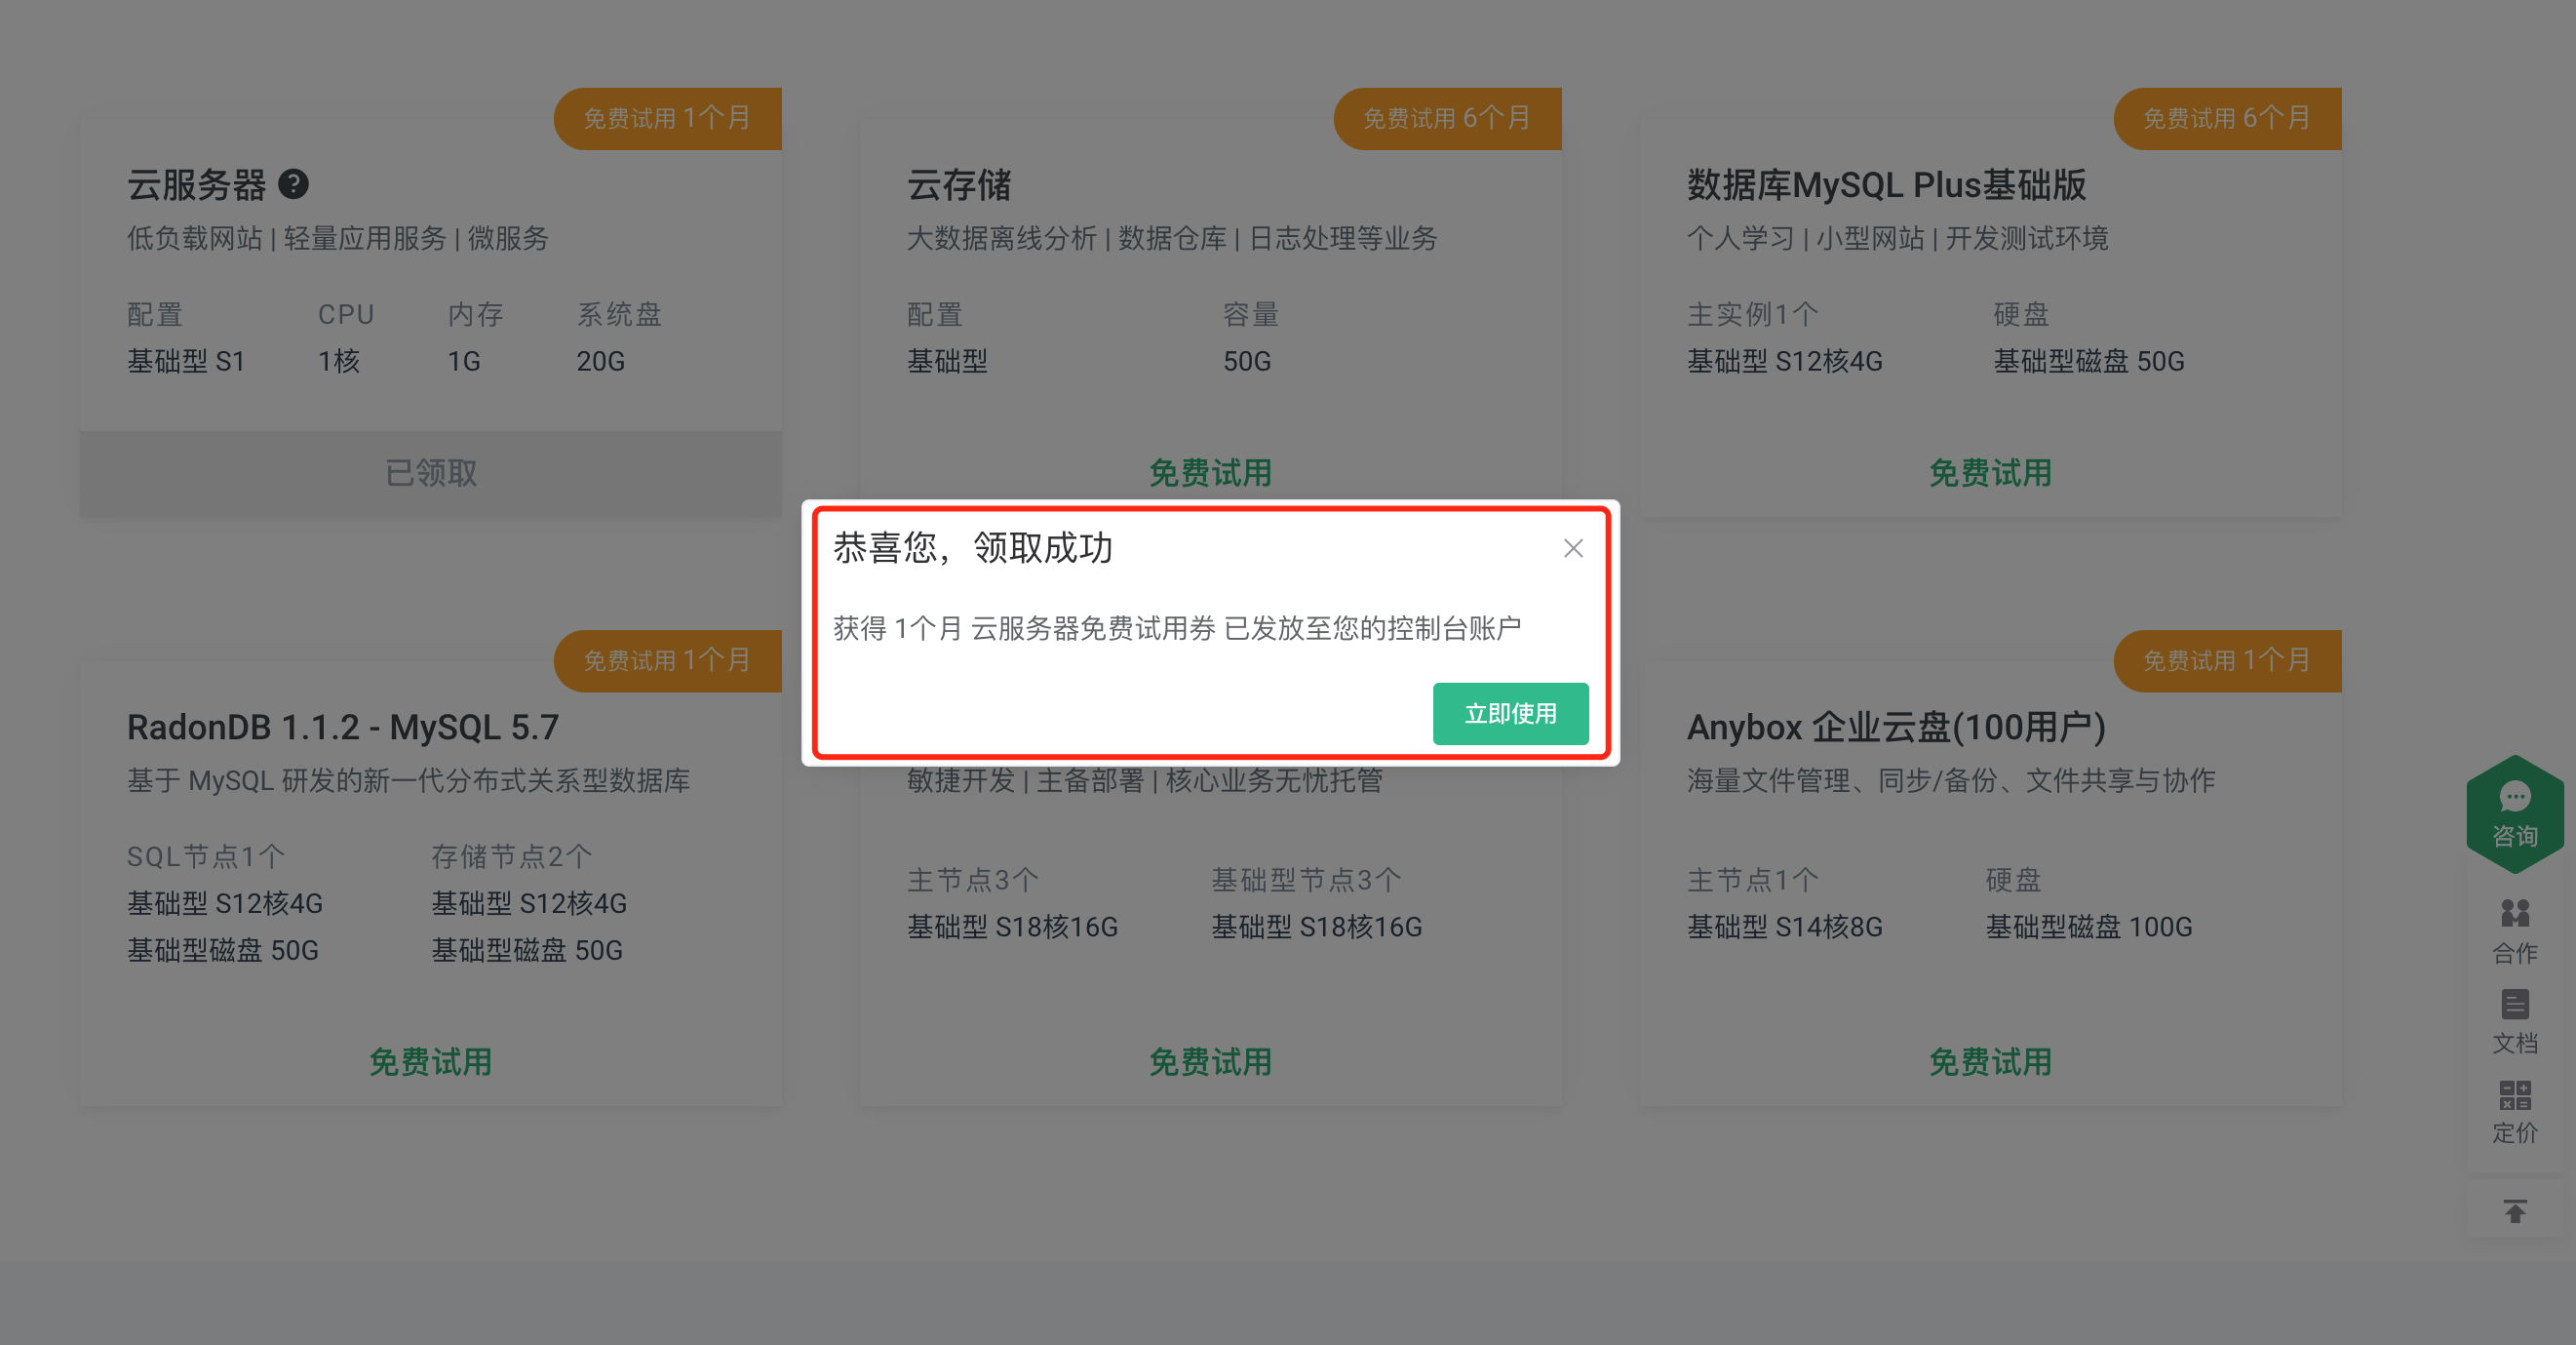 免费试用 1个月
云服务器 ?
低负载网站 | 轻量应用服务 | 微服务
配置 CPU 内存 系统盘
基础型 S1 1核 1G 20G
已领取
免费试用 6个月
云存储
大数据离线分析 | 数据仓库 | 日志处理等业务
配置 容量
基础型 50G
免费试用
免费试用 6个月
数据库MySQL Plus基础版
个人学习 | 小型网站 | 开发测试环境
主实例1个 硬盘
基础型 S12核4G 基础型磁盘 50G
免费试用
恭喜您，领取成功
获得 1个月 云服务器免费试用券 已发放至您的控制台账户
立即使用
免费试用 1个月
RadonDB 1.1.2 - MySQL 5.7
基于 MySQL 研发的新一代分布式关系型数据库
SQL节点1个 存储节点2个
基础型 S12核4G 基础型 S12核4G
基础型磁盘 50G 基础型磁盘 50G
免费试用
敏捷开发 | 主备部署 | 核心业务无忧托管
主节点3个 基础型节点3个
基础型 S18核16G 基础型 S18核16G
免费试用
免费试用 1个月
Anybox 企业云盘(100用户)
海量文件管理、同步/备份、文件共享与协作
主节点1个 硬盘
基础型 S14核8G 基础型磁盘 100G
免费试用
咨询
合作
文档
定价